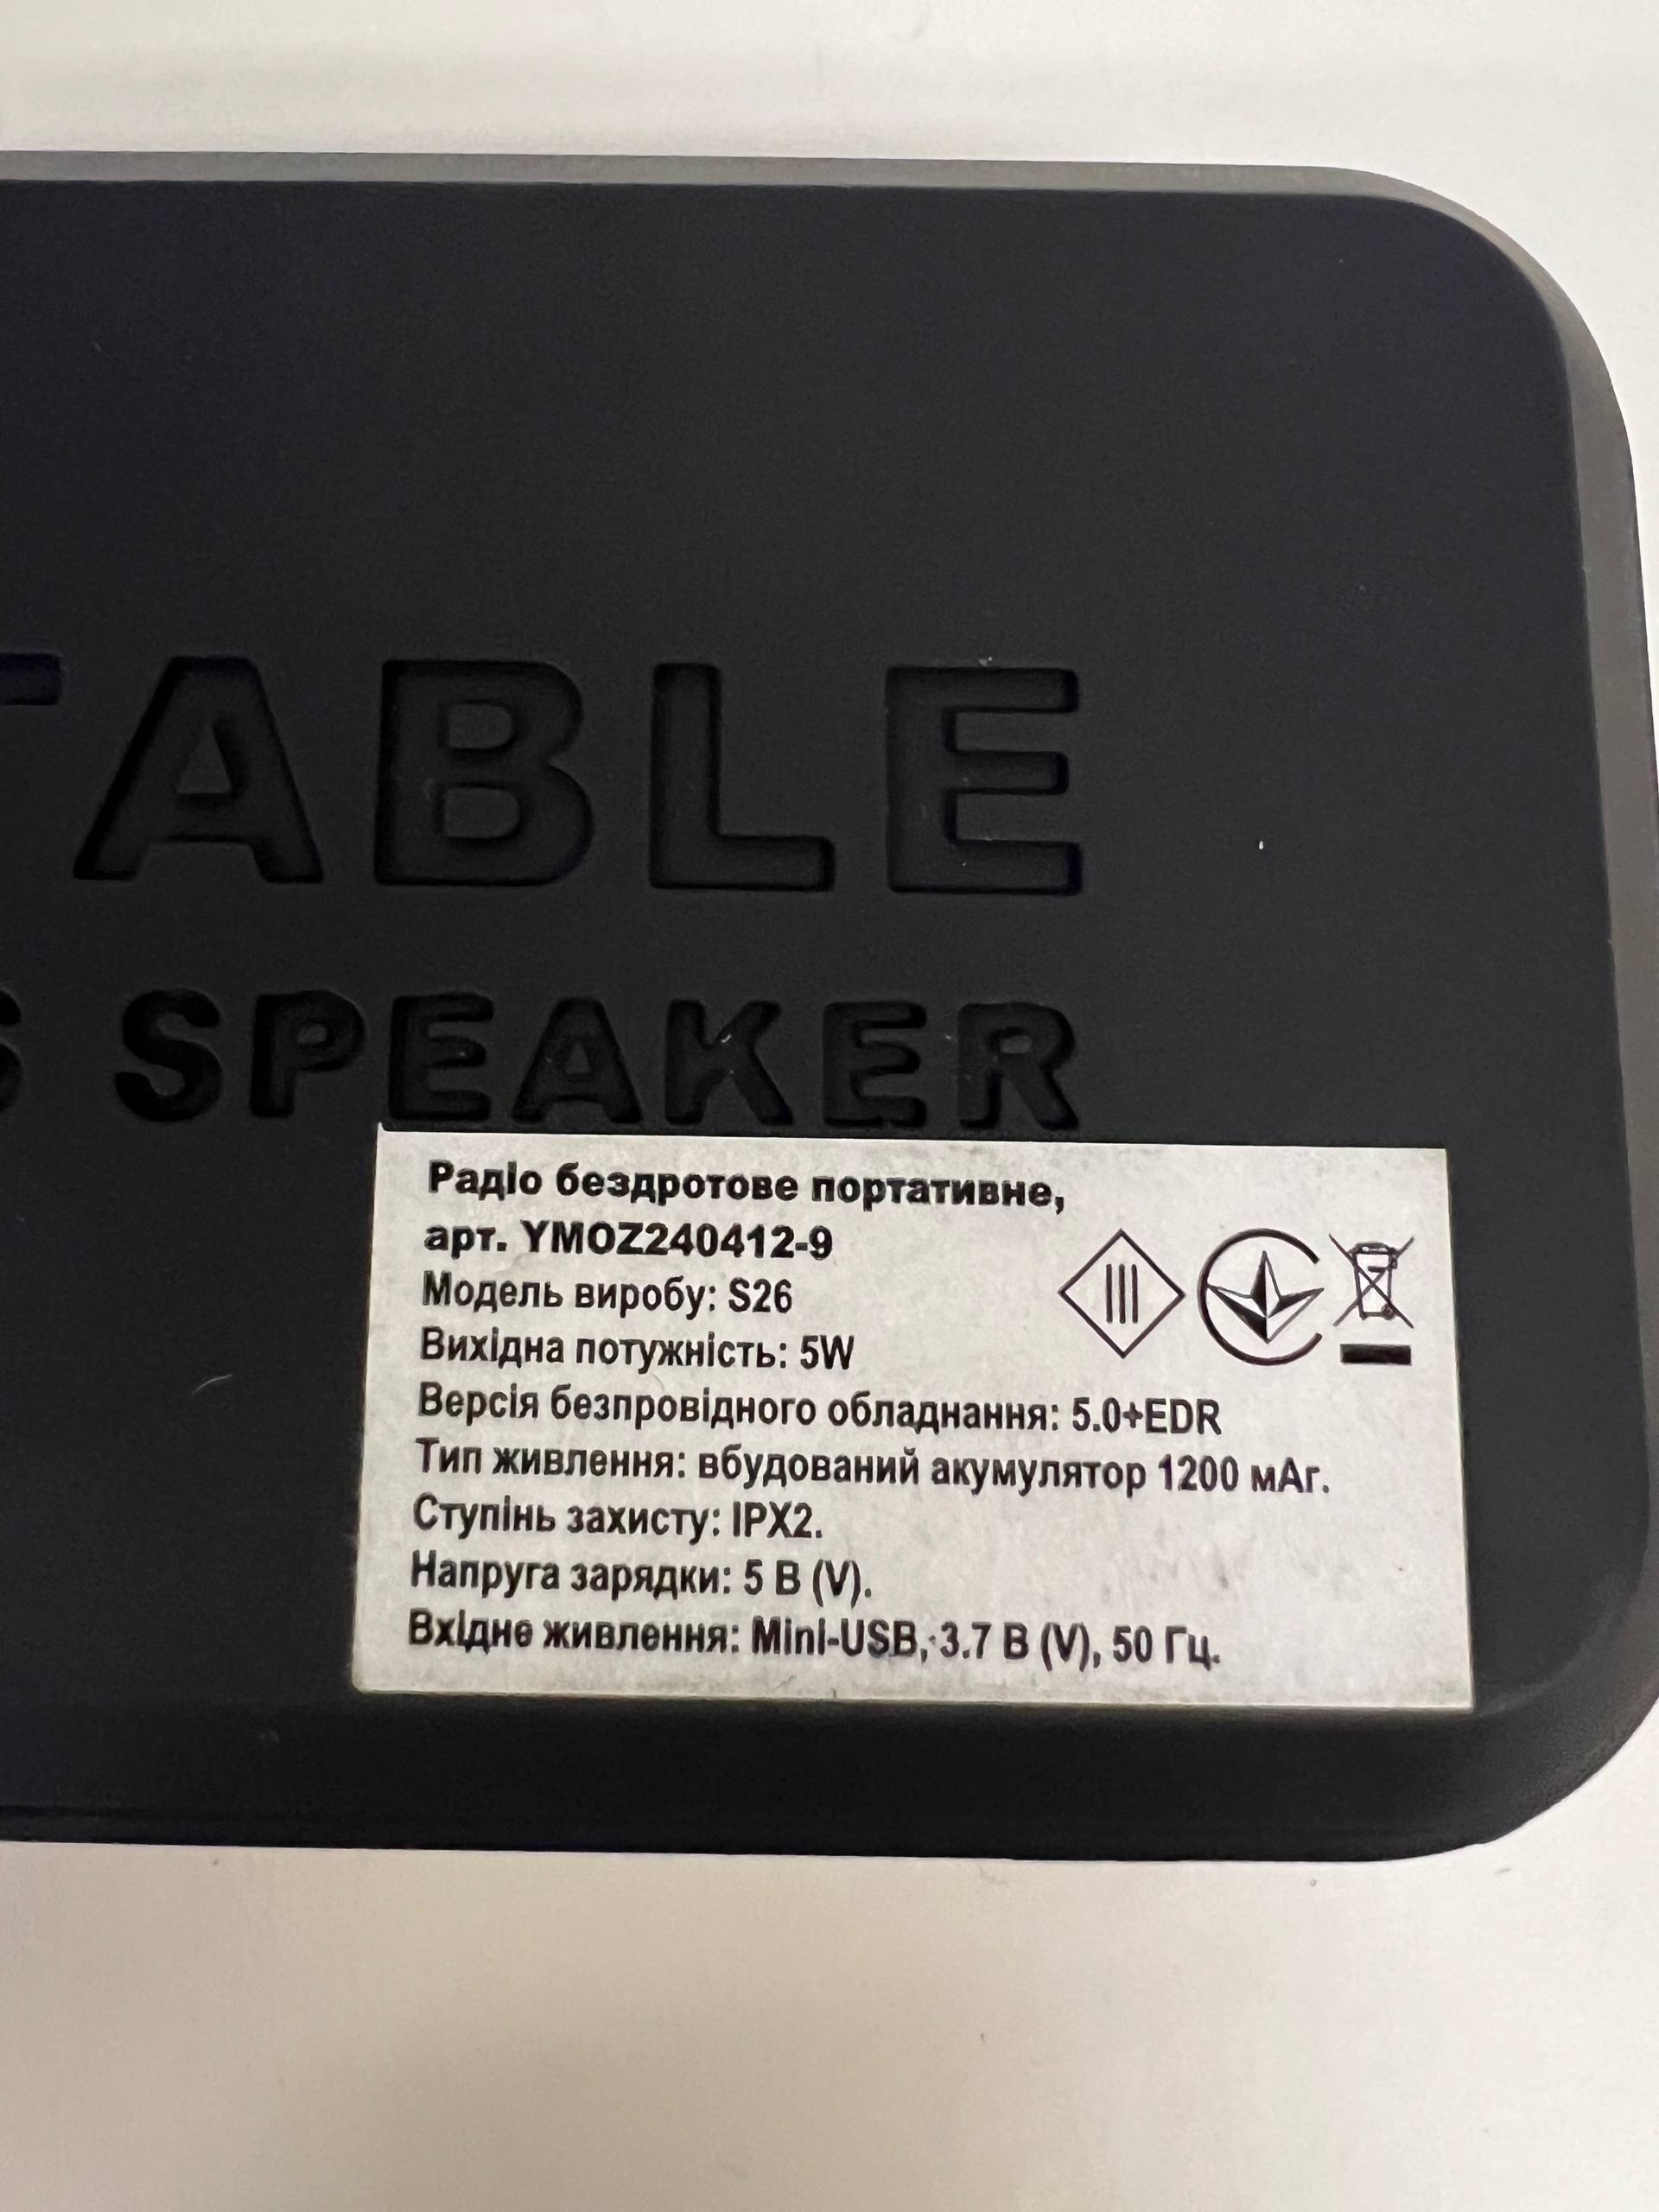 TABLE
S SPEAKER
Радіо бездротове портативне,
арт. YMOZ240412-9
Модель виробу: S26
Вихідна потужність: 5W
Версія безпровідного обладнання: 5.0+EDR
Тип живлення: вбудований акумулятор 1200 мАг.
Ступінь захисту: IPX2.
Напруга зарядки: 5 В (V).
Вхідне живлення: Mini-USB, 3.7 В (V), 50 Гц.